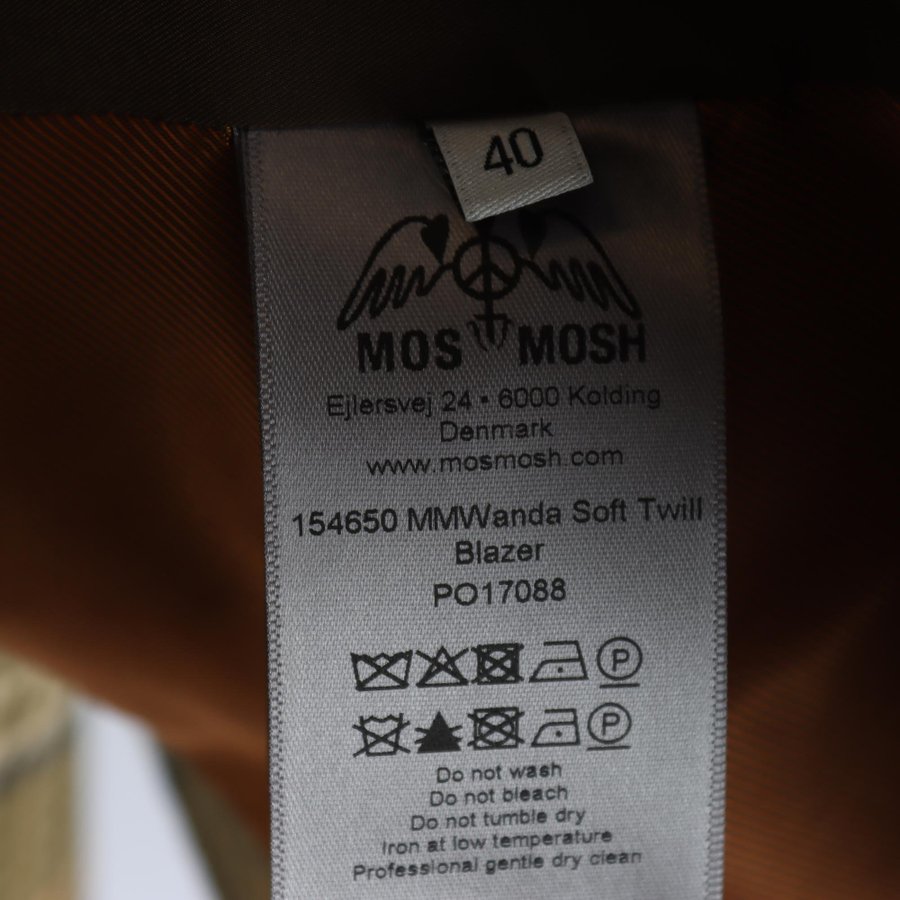 40
MOS MOSH
Ejlersvej 24 • 6000 Kolding
Denmark
www.mosmosh.com
154650 MMWanda Soft Twill
Blazer
PO17088
P
P
Do not wash
Do not bleach
Do not tumble dry
Iron at low temperature
Professional gentle dry clean